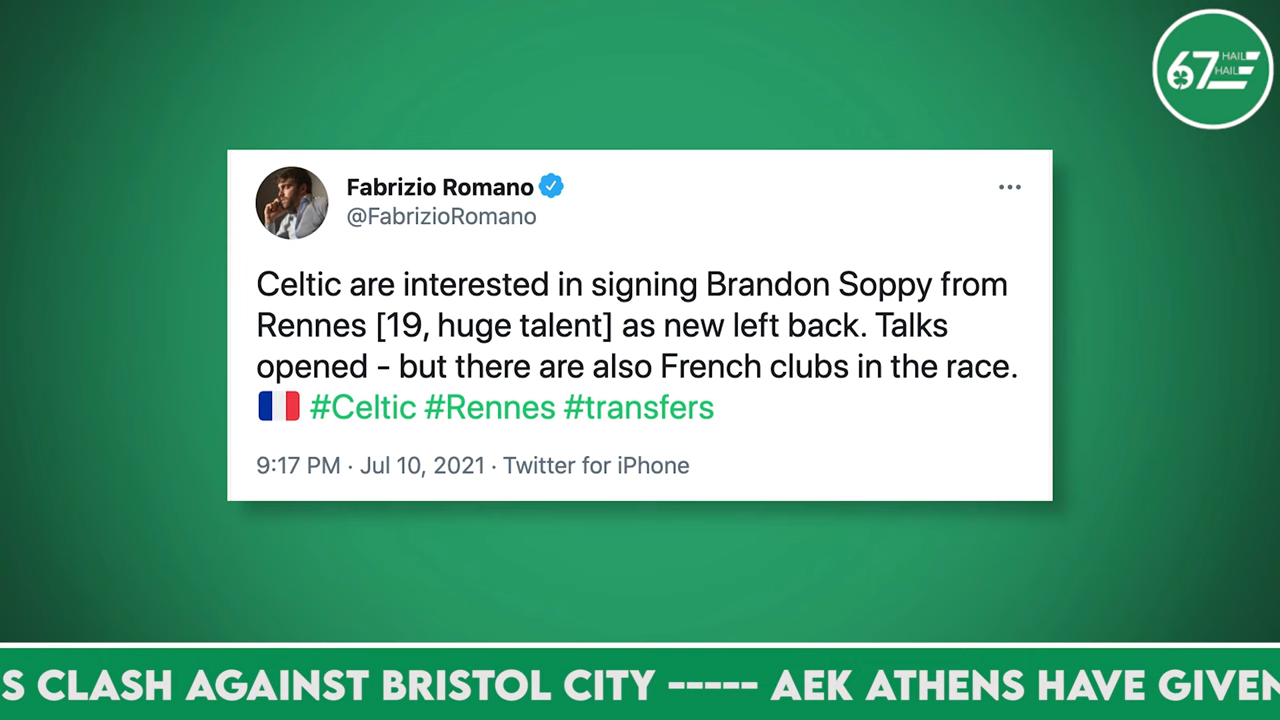 67 HAIL HAIL
Fabrizio Romano
@FabrizioRomano
Celtic are interested in signing Brandon Soppy from
Rennes [19, huge talent] as new left back. Talks
opened - but there are also French clubs in the race.
#Celtic #Rennes #transfers
9:17 PM · Jul 10, 2021 · Twitter for iPhone
S CLASH AGAINST BRISTOL CITY ----- AEK ATHENS HAVE GIVEN